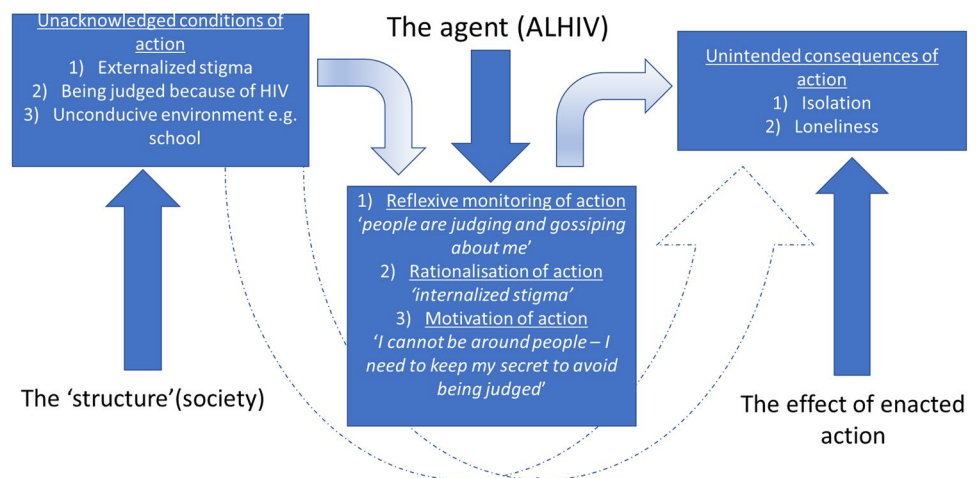 Unacknowledged conditions of
action
1) Externalized stigma
2) Being judged because of HIV
3) Unconducive environment e.g.
school
The 'structure'(society)
The agent (ALHIV)
1) Reflexive monitoring of action
'people are judging and gossiping
about me'
2) Rationalisation of action
'internalized stigma'
3) Motivation of action
'I cannot be around people – I
need to keep my secret to avoid
being judged'
Unintended consequences of
action
1) Isolation
2) Loneliness
The effect of enacted
action